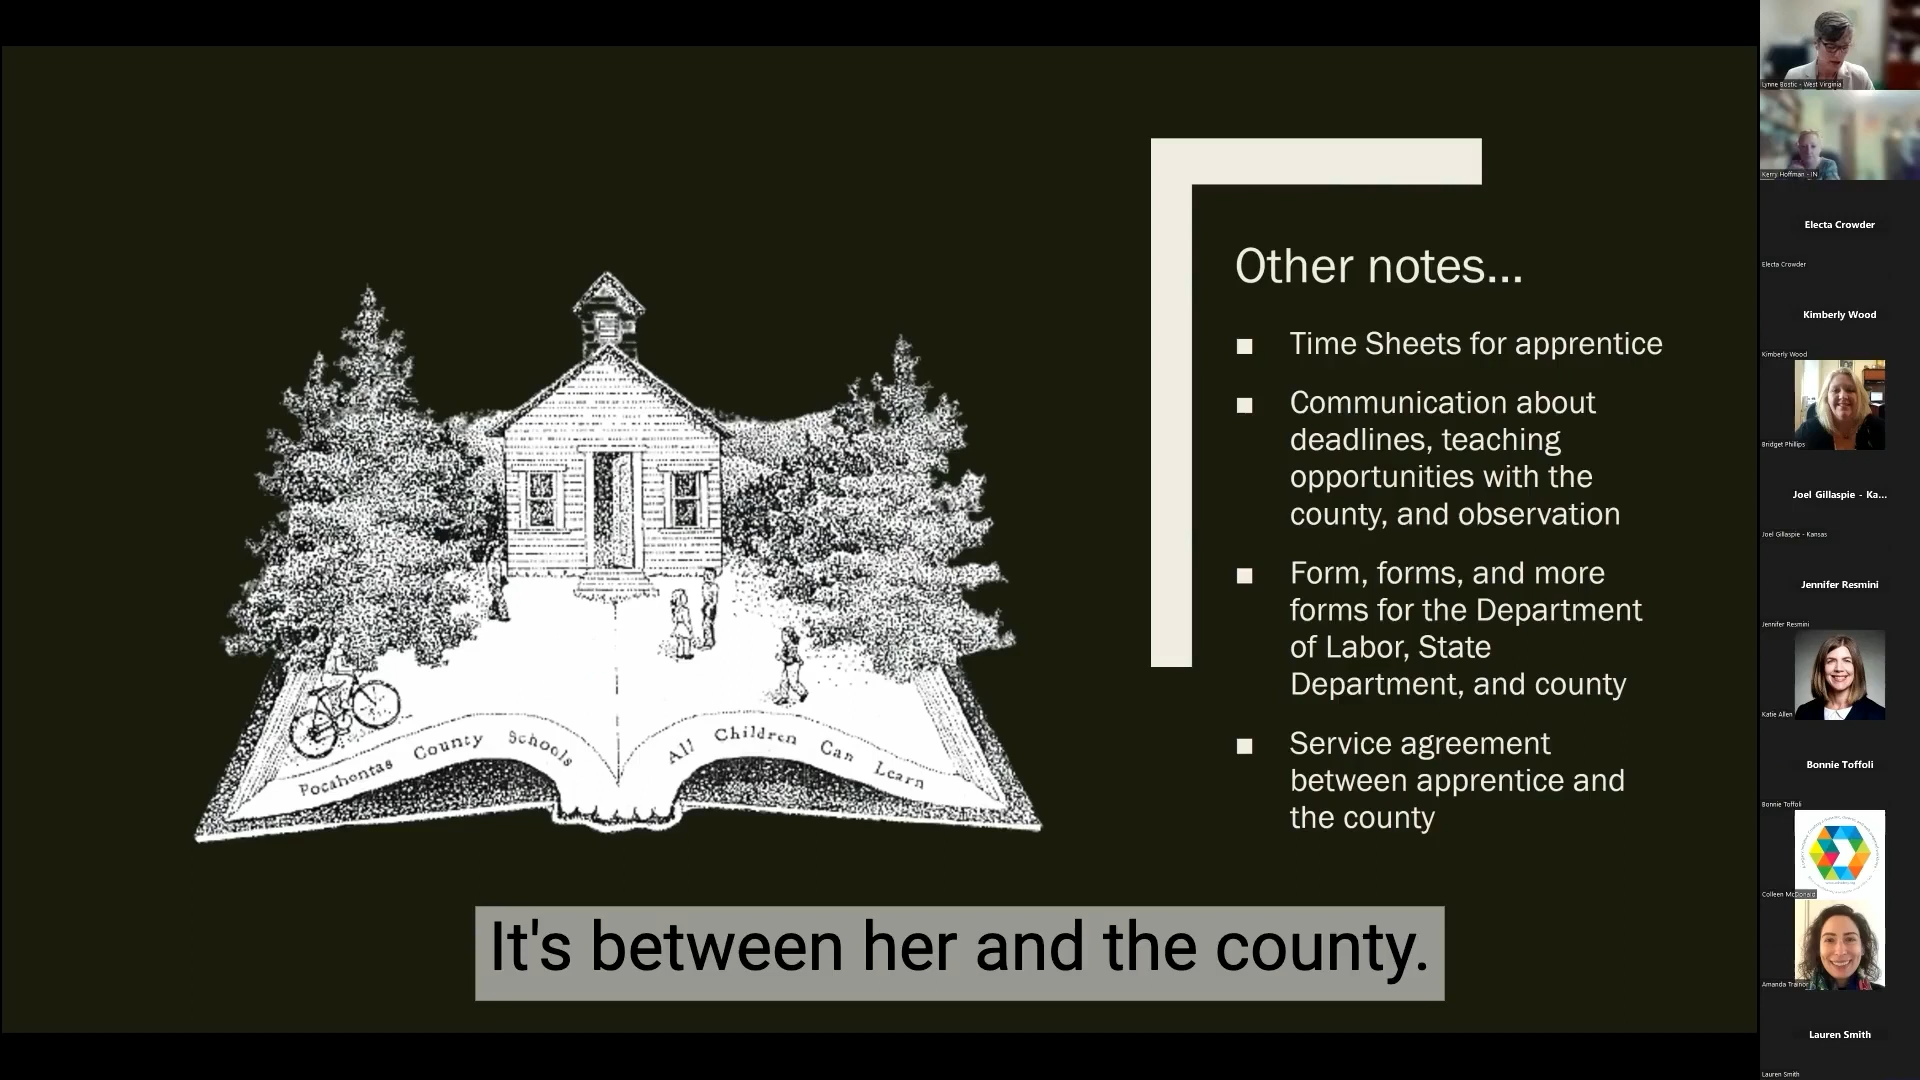 Other notes...
Time Sheets for apprentice
Communication about
deadlines, teaching
opportunities with the
county, and observation
Form, forms, and more
forms for the Department
of Labor, State
Department, and county
Service agreement
between apprentice and
the county
Pocahontas County Schools
All Children Can Learn
It's between her and the county.
Lynne Bostic - West Virginia
Kerry Hoffman - IN
Electa Crowder
Electa Crowder
Kimberly Wood
Kimberly Wood
Bridget Phillips
Joel Gillaspie - Ka...
Joel Gillaspie - Kansas
Jennifer Resmini
Jennifer Resmini
Katie Allen
Bonnie Toffoli
Bonnie Toffoli
Colleen McDonald
Amanda Trainor
Lauren Smith
Lauren Smith